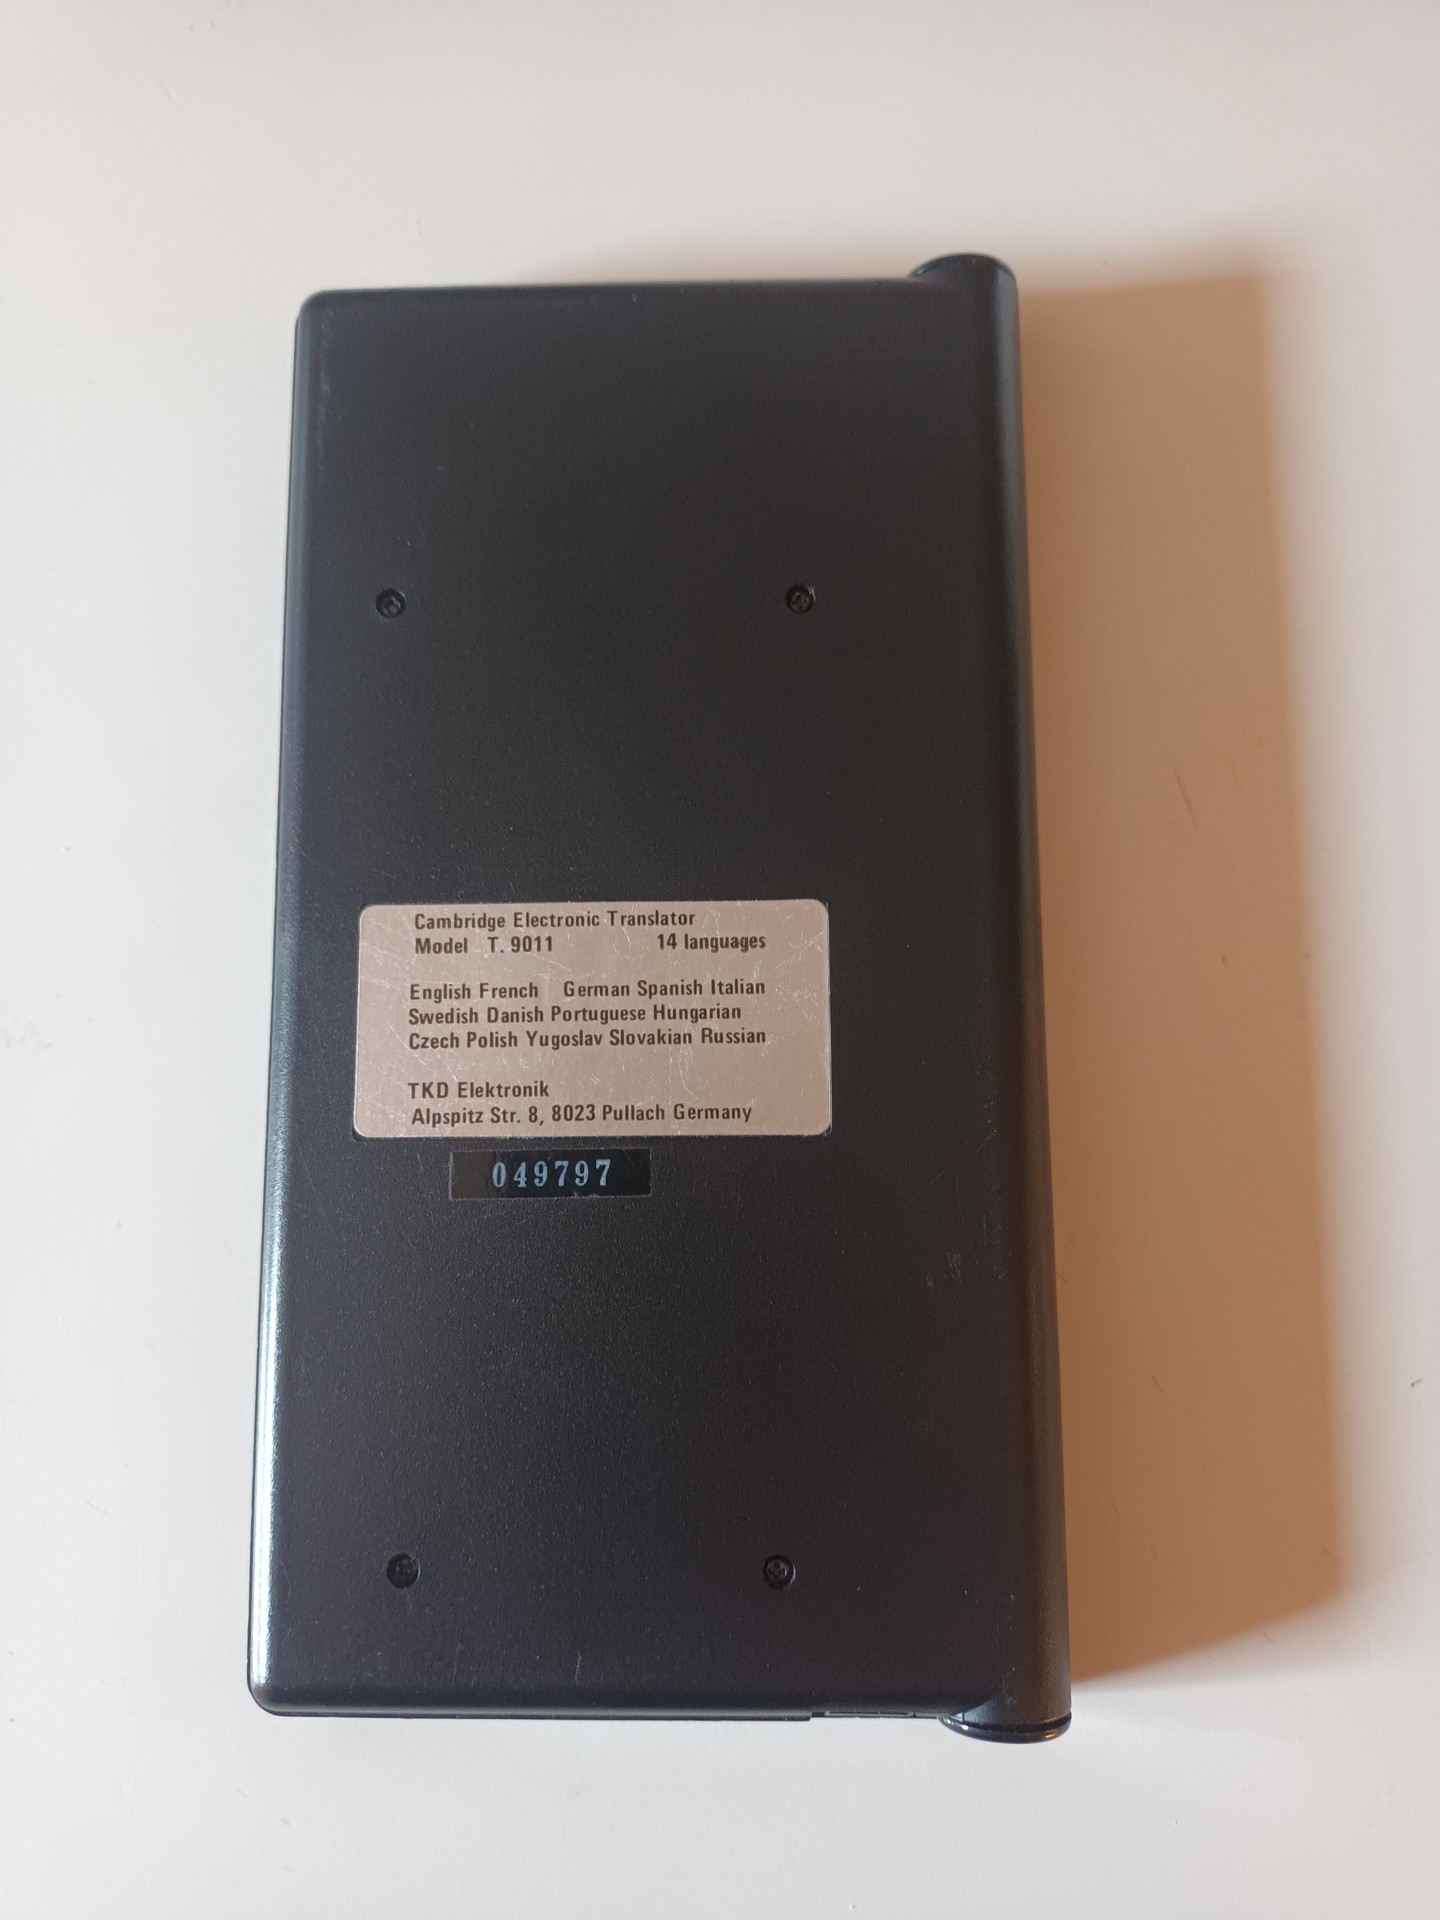 Cambridge Electronic Translator
Model T. 9011 14 languages
English French German Spanish Italian
Swedish Danish Portuguese Hungarian
Czech Polish Yugoslav Slovakian Russian
TKD Elektronik
Alpspitz Str. 8, 8023 Pullach Germany
049797